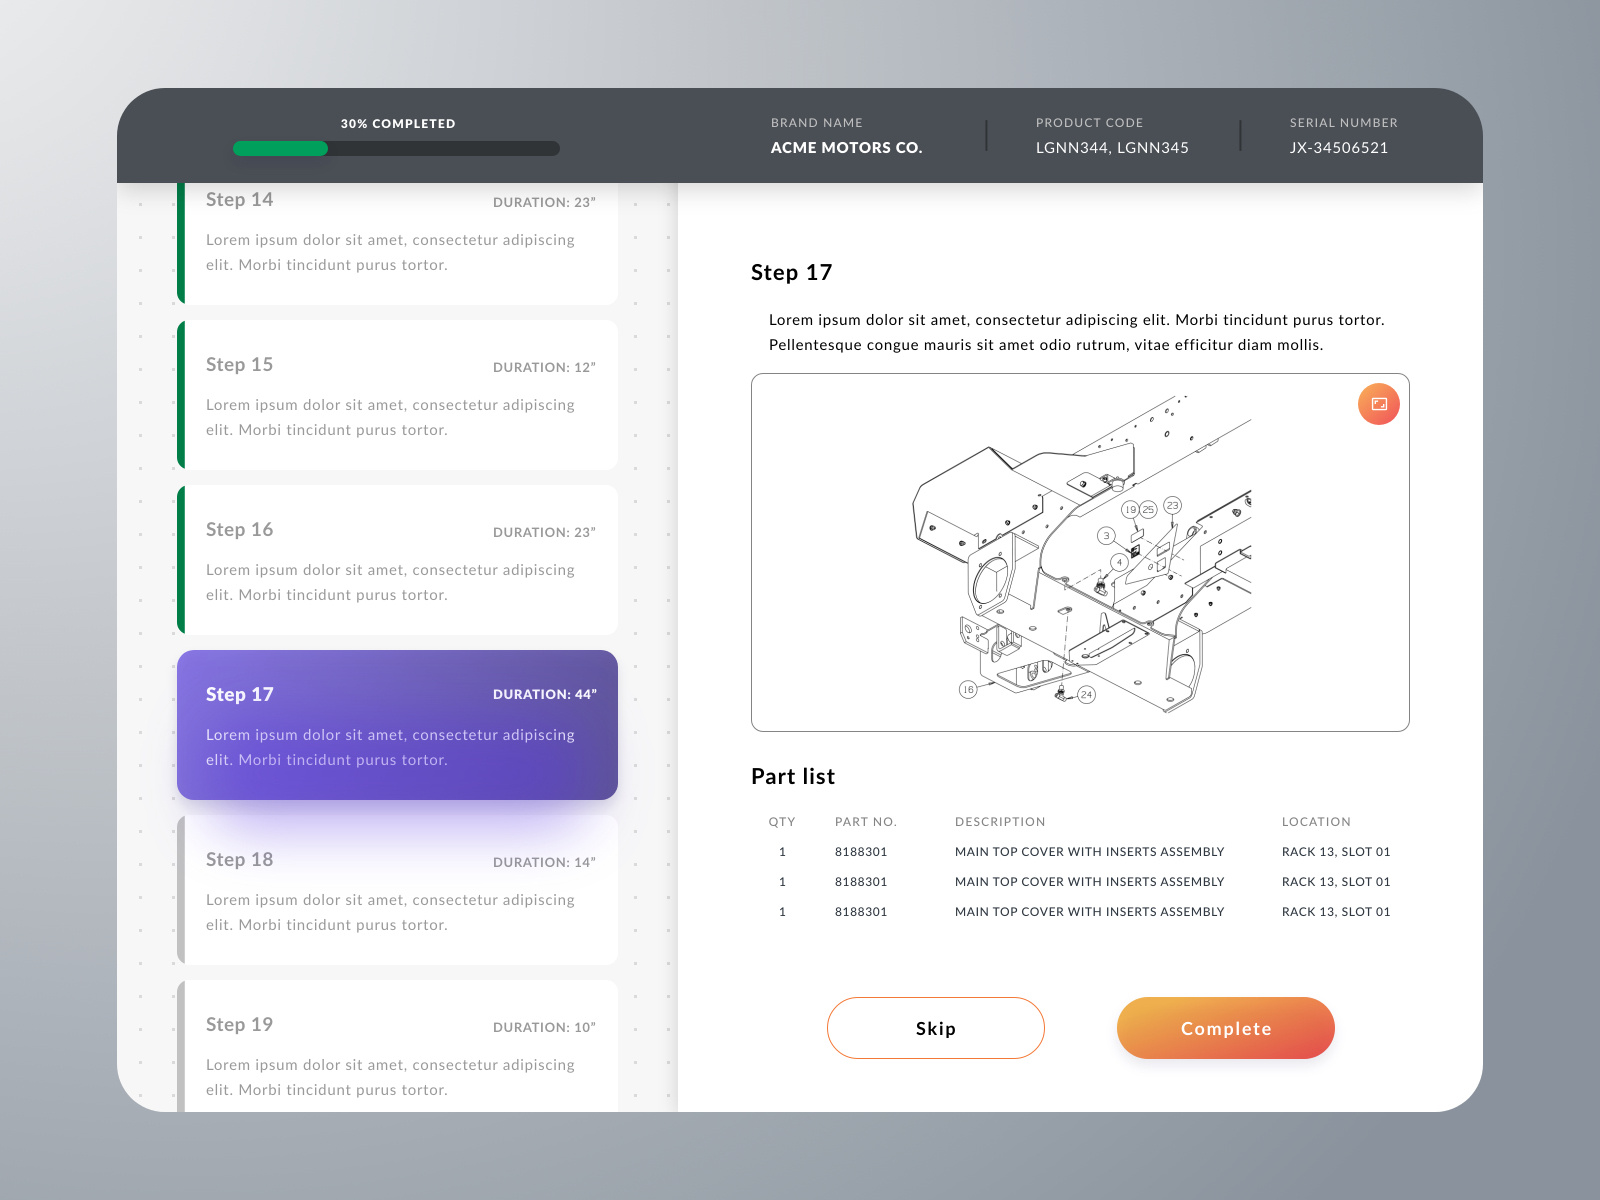 30% COMPLETED
BRAND NAME
ACME MOTORS CO.
PRODUCT CODE
LGNN344, LGNN345
SERIAL NUMBER
JX-34506521
Step 14
DURATION: 23”
Lorem ipsum dolor sit amet, consectetur adipiscing
elit. Morbi tincidunt purus tortor.
Step 15
DURATION: 12”
Lorem ipsum dolor sit amet, consectetur adipiscing
elit. Morbi tincidunt purus tortor.
Step 16
DURATION: 23”
Lorem ipsum dolor sit amet, consectetur adipiscing
elit. Morbi tincidunt purus tortor.
Step 17
DURATION: 44”
Lorem ipsum dolor sit amet, consectetur adipiscing
elit. Morbi tincidunt purus tortor.
Step 18
DURATION: 14”
Lorem ipsum dolor sit amet, consectetur adipiscing
elit. Morbi tincidunt purus tortor.
Step 19
DURATION: 10”
Lorem ipsum dolor sit amet, consectetur adipiscing
elit. Morbi tincidunt purus tortor.
Step 17
Lorem ipsum dolor sit amet, consectetur adipiscing elit. Morbi tincidunt purus tortor.
Pellentesque congue mauris sit amet odio rutrum, vitae efficitur diam mollis.
19 25 23
3
4
16
24
Part list
QTY PART NO. DESCRIPTION LOCATION
1 8188301 MAIN TOP COVER WITH INSERTS ASSEMBLY RACK 13, SLOT 01
1 8188301 MAIN TOP COVER WITH INSERTS ASSEMBLY RACK 13, SLOT 01
1 8188301 MAIN TOP COVER WITH INSERTS ASSEMBLY RACK 13, SLOT 01
Skip
Complete